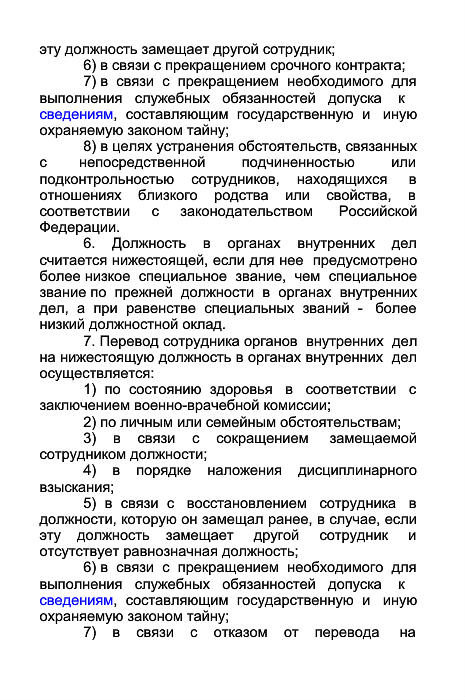 эту должность замещает другой сотрудник;
6) в связи с прекращением срочного контракта;
7) в связи с прекращением необходимого для
выполнения служебных обязанностей допуска к
сведениям, составляющим государственную и иную
охраняемую законом тайну;
8) в целях устранения обстоятельств, связанных
с непосредственной подчиненностью или
подконтрольностью сотрудников, находящихся в
отношениях близкого родства или свойства, в
соответствии с законодательством Российской
Федерации.
6. Должность в органах внутренних дел
считается нижестоящей, если для нее предусмотрено
более низкое специальное звание, чем специальное
звание по прежней должности в органах внутренних
дел, а при равенстве специальных званий - более
низкий должностной оклад.
7. Перевод сотрудника органов внутренних дел
на нижестоящую должность в органах внутренних дел
осуществляется:
1) по состоянию здоровья в соответствии с
заключением военно-врачебной комиссии;
2) по личным или семейным обстоятельствам;
3) в связи с сокращением замещаемой
сотрудником должности;
4) в порядке наложения дисциплинарного
взыскания;
5) в связи с восстановлением сотрудника в
должности, которую он замещал ранее, в случае, если
эту должность замещает другой сотрудник и
отсутствует равнозначная должность;
6) в связи с прекращением необходимого для
выполнения служебных обязанностей допуска к
сведениям, составляющим государственную и иную
охраняемую законом тайну;
7) в связи с отказом от перевода на